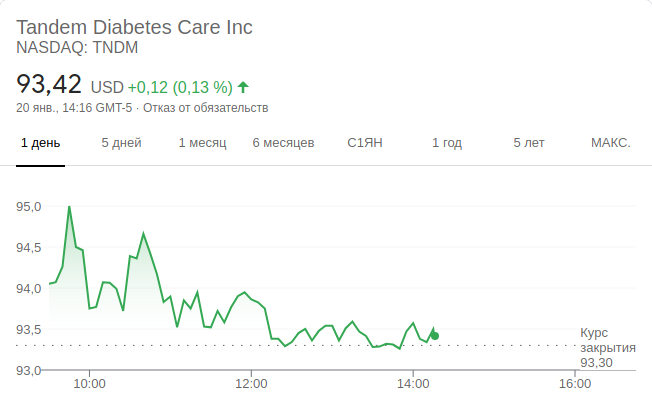 Tandem Diabetes Care Inc
NASDAQ: TNDM
93,42 USD +0,12 (0,13 %)
20 янв., 14:16 GMT-5 · Отказ от обязательств
1 день 5 дней 1 месяц 6 месяцев С1ЯН 1 год 5 лет МАКС.
95,0
94,5
94,0
93,5
93,0
Курс
закрытия
93,30
10:00 12:00 14:00 16:00